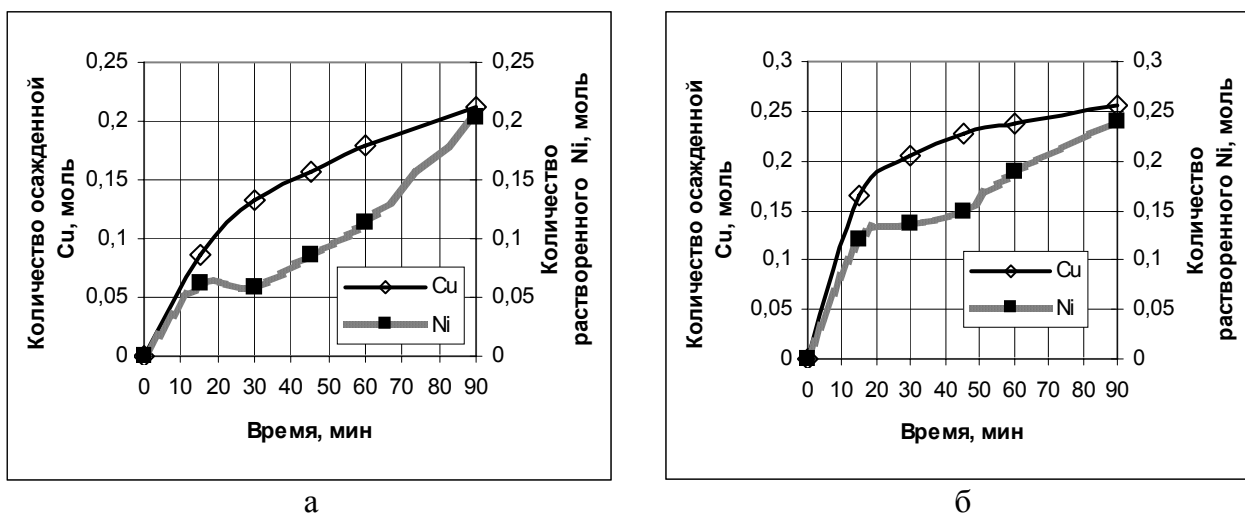 Количество осажденной
Cu, моль
0,25
0,2
0,15
0,1
0,05
0
0 10 20 30 40 50 60 70 80 90
Время, мин
0,25
0,2
0,15
0,1
0,05
0
Количество
растворенного Ni, моль
Cu
Ni
а
Количество осажденной
Cu, моль
0,3
0,25
0,2
0,15
0,1
0,05
0
0 10 20 30 40 50 60 70 80 90
Время, мин
0,3
0,25
0,2
0,15
0,1
0,05
0
Количество
растворенного Ni, моль
Cu
Ni
б